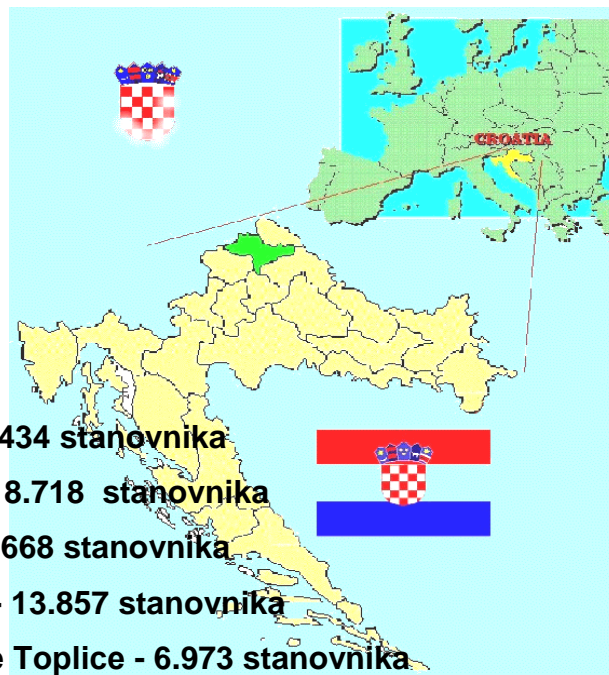 CROATIA
434 stanovnika
8.718 stanovnika
668 stanovnika
- 13.857 stanovnika
e Toplice - 6.973 stanovnika